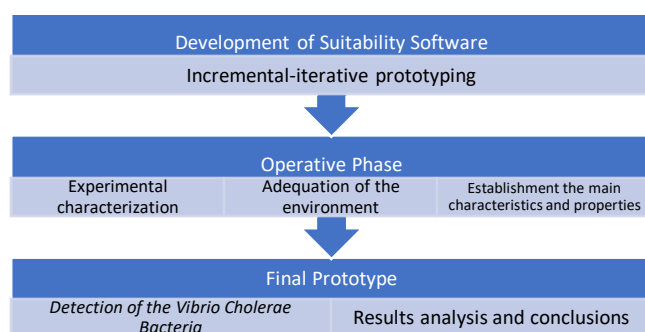 Development of Suitability Software
Incremental-iterative prototyping
Operative Phase
Experimental
characterization
Adequation of the
environment
Establishment the main
characteristics and properties
Final Prototype
Detection of the Vibrio Cholerae
Bacteria
Results analysis and conclusions